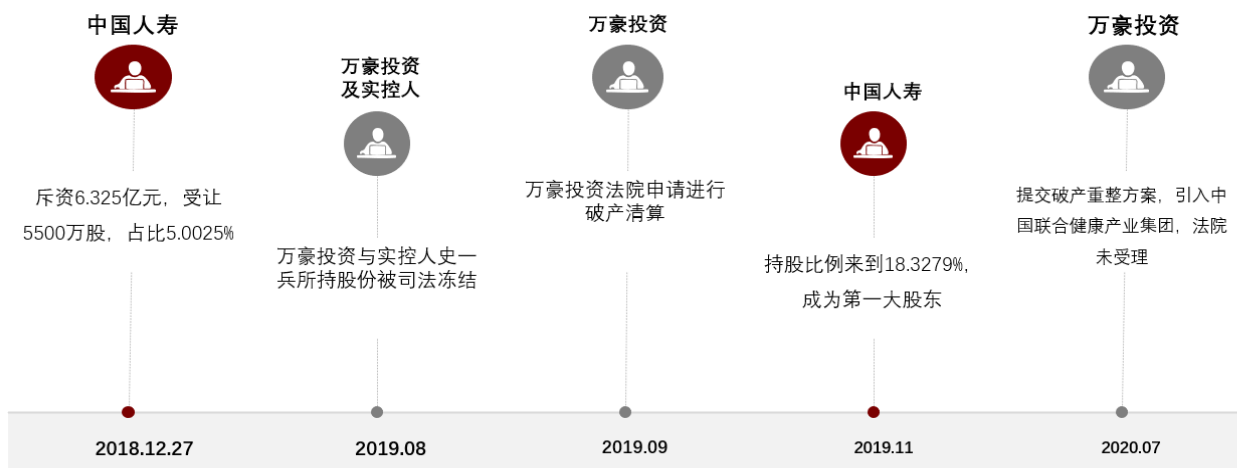 中国人寿
斥资6.325亿元，受让
5500万股，占比5.0025%
2018.12.27
万豪投资
及实控人
万豪投资与实控人史一
兵所持股份被司法冻结
2019.08
万豪投资
万豪投资法院申请进行
破产清算
2019.09
中国人寿
持股比例来到18.3279%，
成为第一大股东
2019.11
万豪投资
提交破产重整方案，引入中
国联合健康产业集团，法院
未受理
2020.07